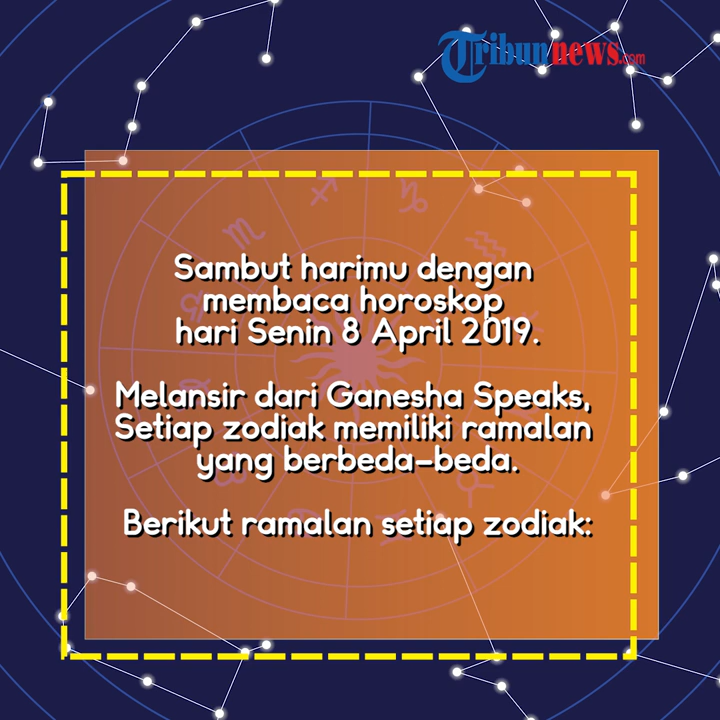 Tribunnews.com
Sambut harimu dengan
membaca horoskop
hari Senin 8 April 2019.
Melansir dari Ganesha Speaks,
Setiap zodiak memiliki ramalan
yang berbeda-beda.
Berikut ramalan setiap zodiak: